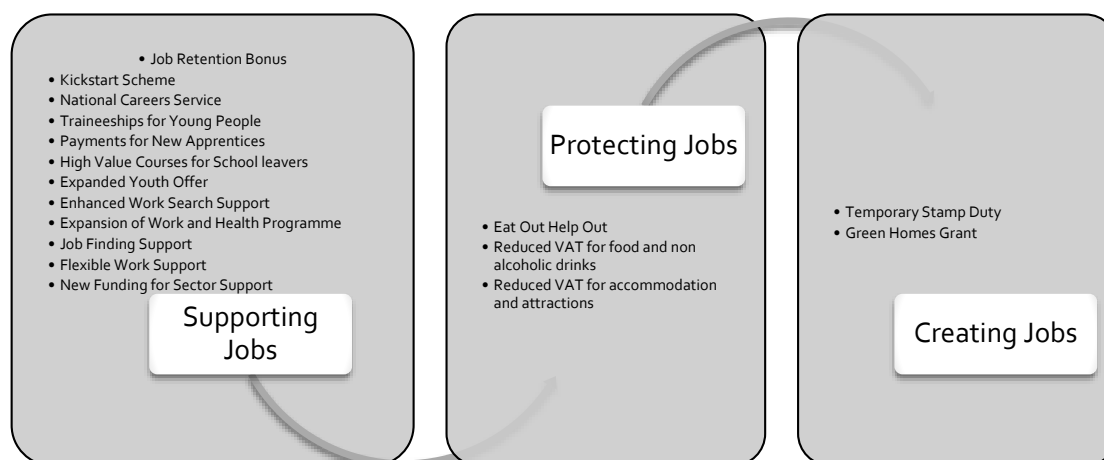 • Job Retention Bonus
• Kickstart Scheme
• National Careers Service
• Traineeships for Young People
• Payments for New Apprentices
• High Value Courses for School leavers
• Expanded Youth Offer
• Enhanced Work Search Support
• Expansion of Work and Health Programme
• Job Finding Support
• Flexible Work Support
• New Funding for Sector Support
Supporting
Jobs
Protecting Jobs
• Eat Out Help Out
• Reduced VAT for food and non
alcoholic drinks
• Reduced VAT for accommodation
and attractions
• Temporary Stamp Duty
• Green Homes Grant
Creating Jobs